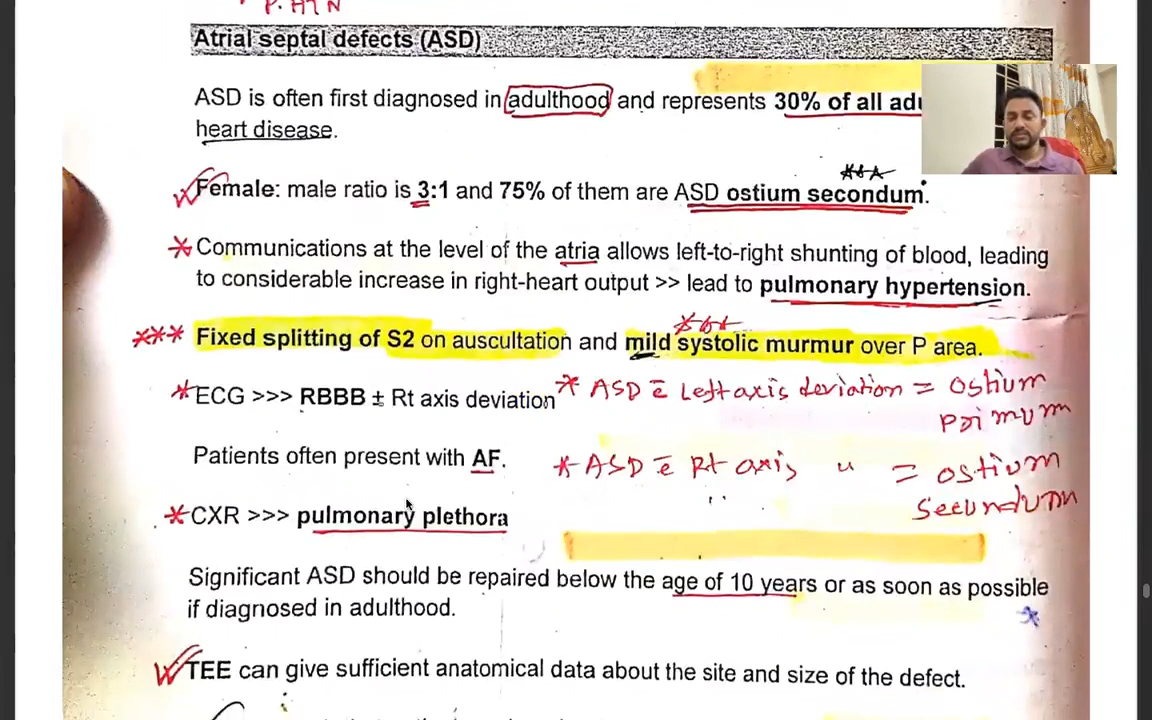 P. HTN
Atrial septal defects (ASD)
ASD is often first diagnosed in adulthood and represents 30% of all
heart disease.
Female: male ratio is 3:1 and 75% of them are ASD ostium secondum.
Communications at the level of the atria allows left-to-right shunting of blood, leading
to considerable increase in right-heart output >> lead to pulmonary hypertension.
Fixed splitting of S2 on auscultation and mild systolic murmur over P area.
ECG >>> RBBB ± Rt axis deviation * ASD c̄ Left axis deviation = Ostium
primum
Patients often present with AF. * ASD c̄ Rt axis " = ostium
Secundum
CXR >>> pulmonary plethora
Significant ASD should be repaired below the age of 10 years or as soon as possible
if diagnosed in adulthood.
TEE can give sufficient anatomical data about the site and size of the defect.